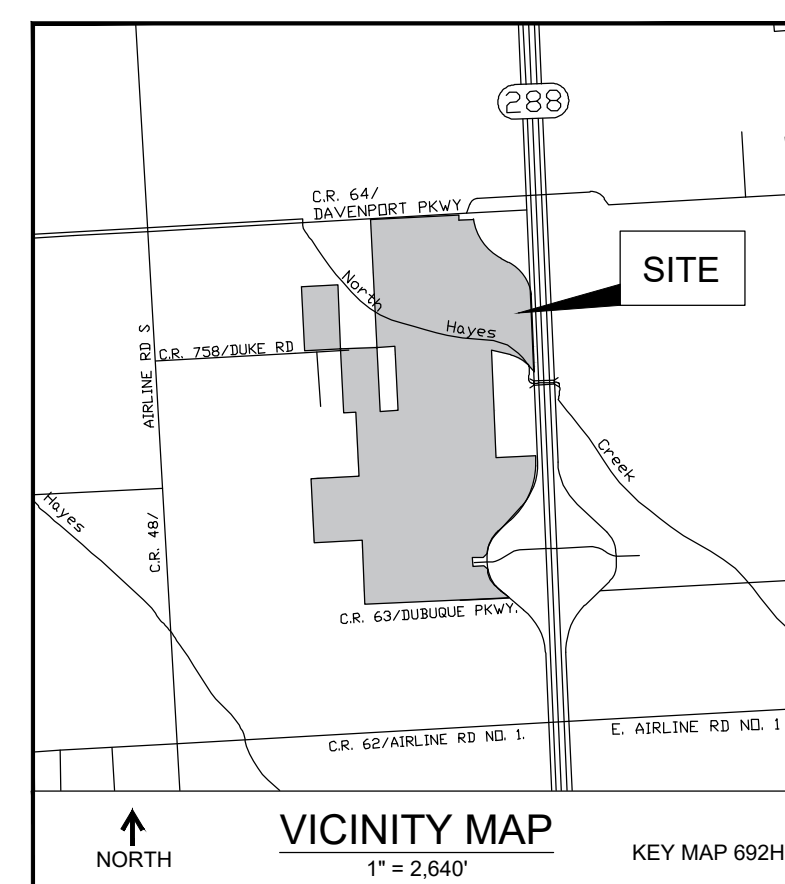 288
C.R. 64/
DAVENPORT PKWY
SITE
North
Hayes
C.R. 758/DUKE RD
AIRLINE RD S
C.R. 48/
Creek
Hayes
C.R. 63/DUBUQUE PKWY.
C.R. 62/AIRLINE RD NO. 1.
E. AIRLINE RD NO. 1
NORTH
VICINITY MAP
1" = 2,640'
KEY MAP 692H